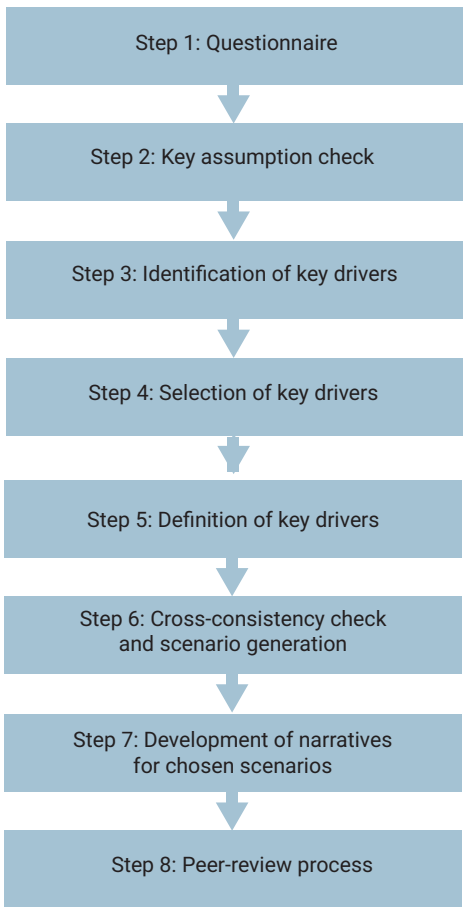 Step 1: Questionnaire
Step 2: Key assumption check
Step 3: Identification of key drivers
Step 4: Selection of key drivers
Step 5: Definition of key drivers
Step 6: Cross-consistency check
and scenario generation
Step 7: Development of narratives
for chosen scenarios
Step 8: Peer-review process